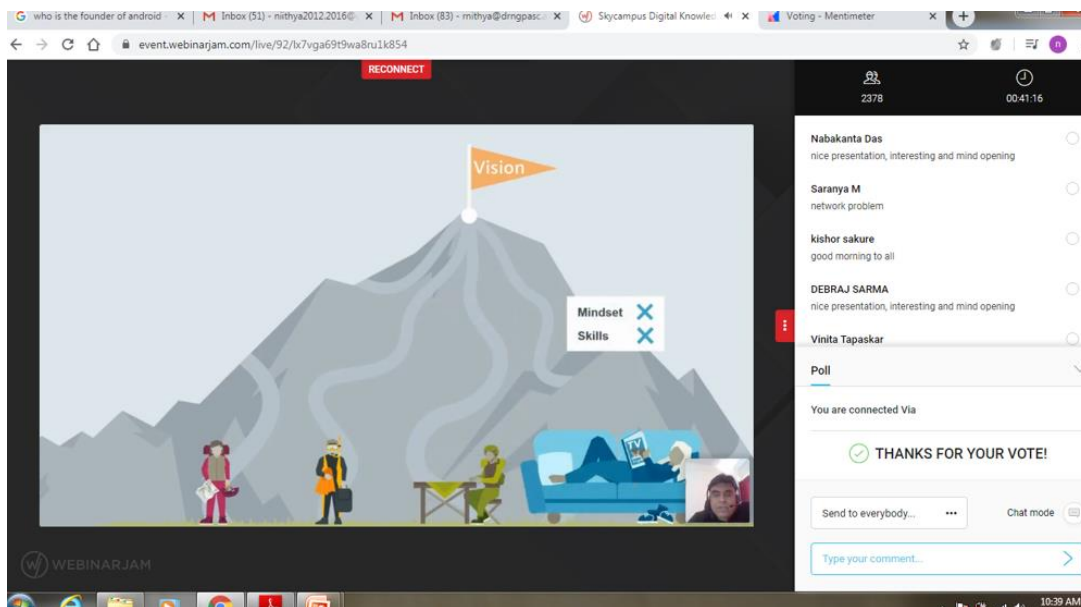 who is the founder of android -
Inbox (51) - niithya2012.2016@
Inbox (83) - rnithya@drngpasc.
Skycampus Digital Knowled
Voting - Mentimeter
event.webinarjam.com/live/92/lx7vga69t9wa8ru1k854
n
RECONNECT
2378
00:41:16
Vision
Mindset
Skills
TV
Nabakanta Das
nice presentation, interesting and mind opening
Saranya M
network problem
kishor sakure
good morning to all
DEBRAJ SARMA
nice presentation, interesting and mind opening
Vinita Tapaskar
Poll
You are connected Via
THANKS FOR YOUR VOTE!
Send to everybody...
Chat mode
Type your comment...
WEBINARJAM
10:39 AM